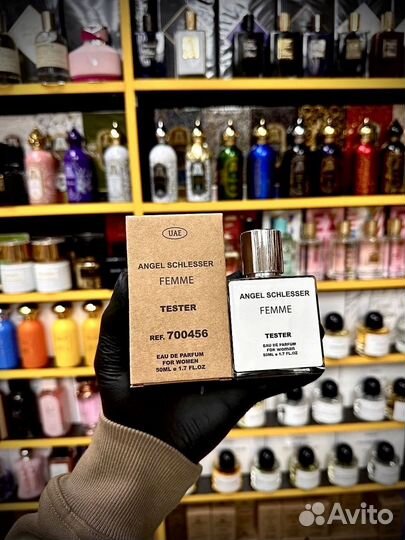 UAE
ANGEL SCHLESSER
FEMME
TESTER
REF. 700456
EAU DE PARFUM
FOR WOMEN
50ML e 1.7 FL.OZ
ANGEL SCHLESSER
FEMME
TESTER
EAU DE PARFUM
FOR Woman
50ML e 1.7 FL.OZ.
Avito